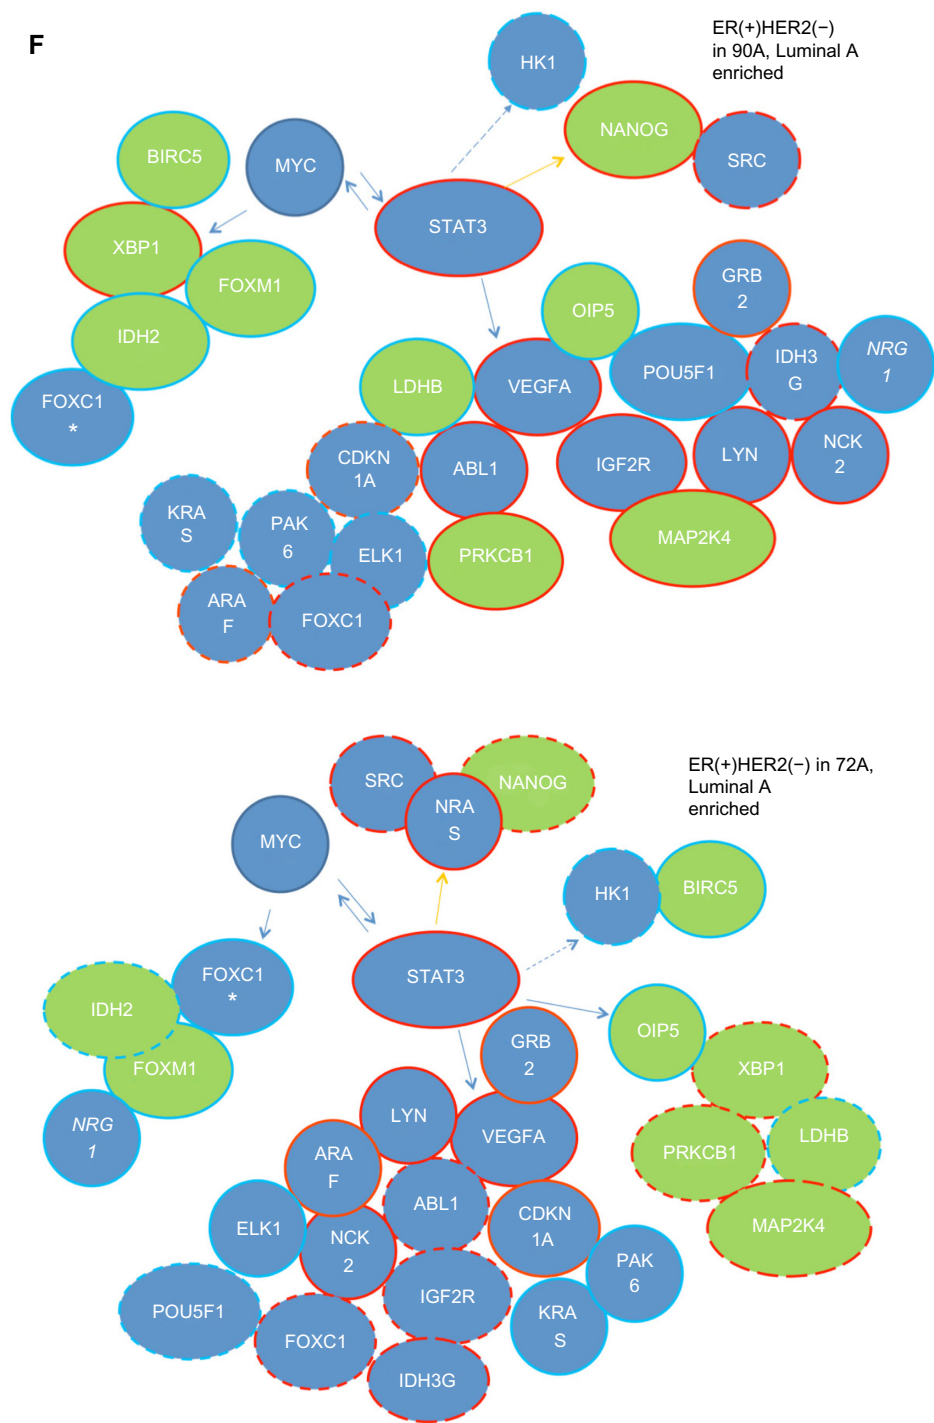 F
ER(+)HER2(−)
in 90A, Luminal A
enriched
HK1
NANOG
SRC
BIRC5
MYC
STAT3
XBP1
FOXM1
IDH2
FOXC1
*
OIP5
GRB
2
LDHB
VEGFA
POU5F1
IDH3
G
NRG
1
CDKN
1A
ABL1
IGF2R
LYN
NCK
2
KRA
S
PAK
6
ELK1
PRKCB1
MAP2K4
ARA
F
FOXC1
ER(+)HER2(−) in 72A,
Luminal A
enriched
SRC
NANOG
NRA
S
MYC
HK1
BIRC5
STAT3
FOXC1
*
IDH2
FOXM1
NRG
1
OIP5
GRB
2
XBP1
LYN
VEGFA
PRKCB1
LDHB
ARA
F
ABL1
CDKN
1A
MAP2K4
ELK1
NCK
2
PAK
6
POU5F1
IGF2R
KRA
S
FOXC1
IDH3G